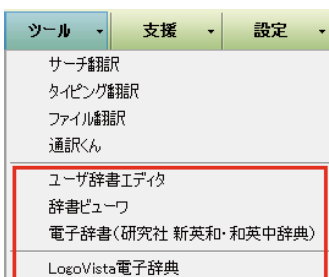 ツール 支援 設定
サーチ翻訳
タイピング翻訳
ファイル翻訳
通訳くん
ユーザ辞書エディタ
辞書ビューワ
電子辞書(研究社 新英和・和英中辞典)
LogoVista電子辞典